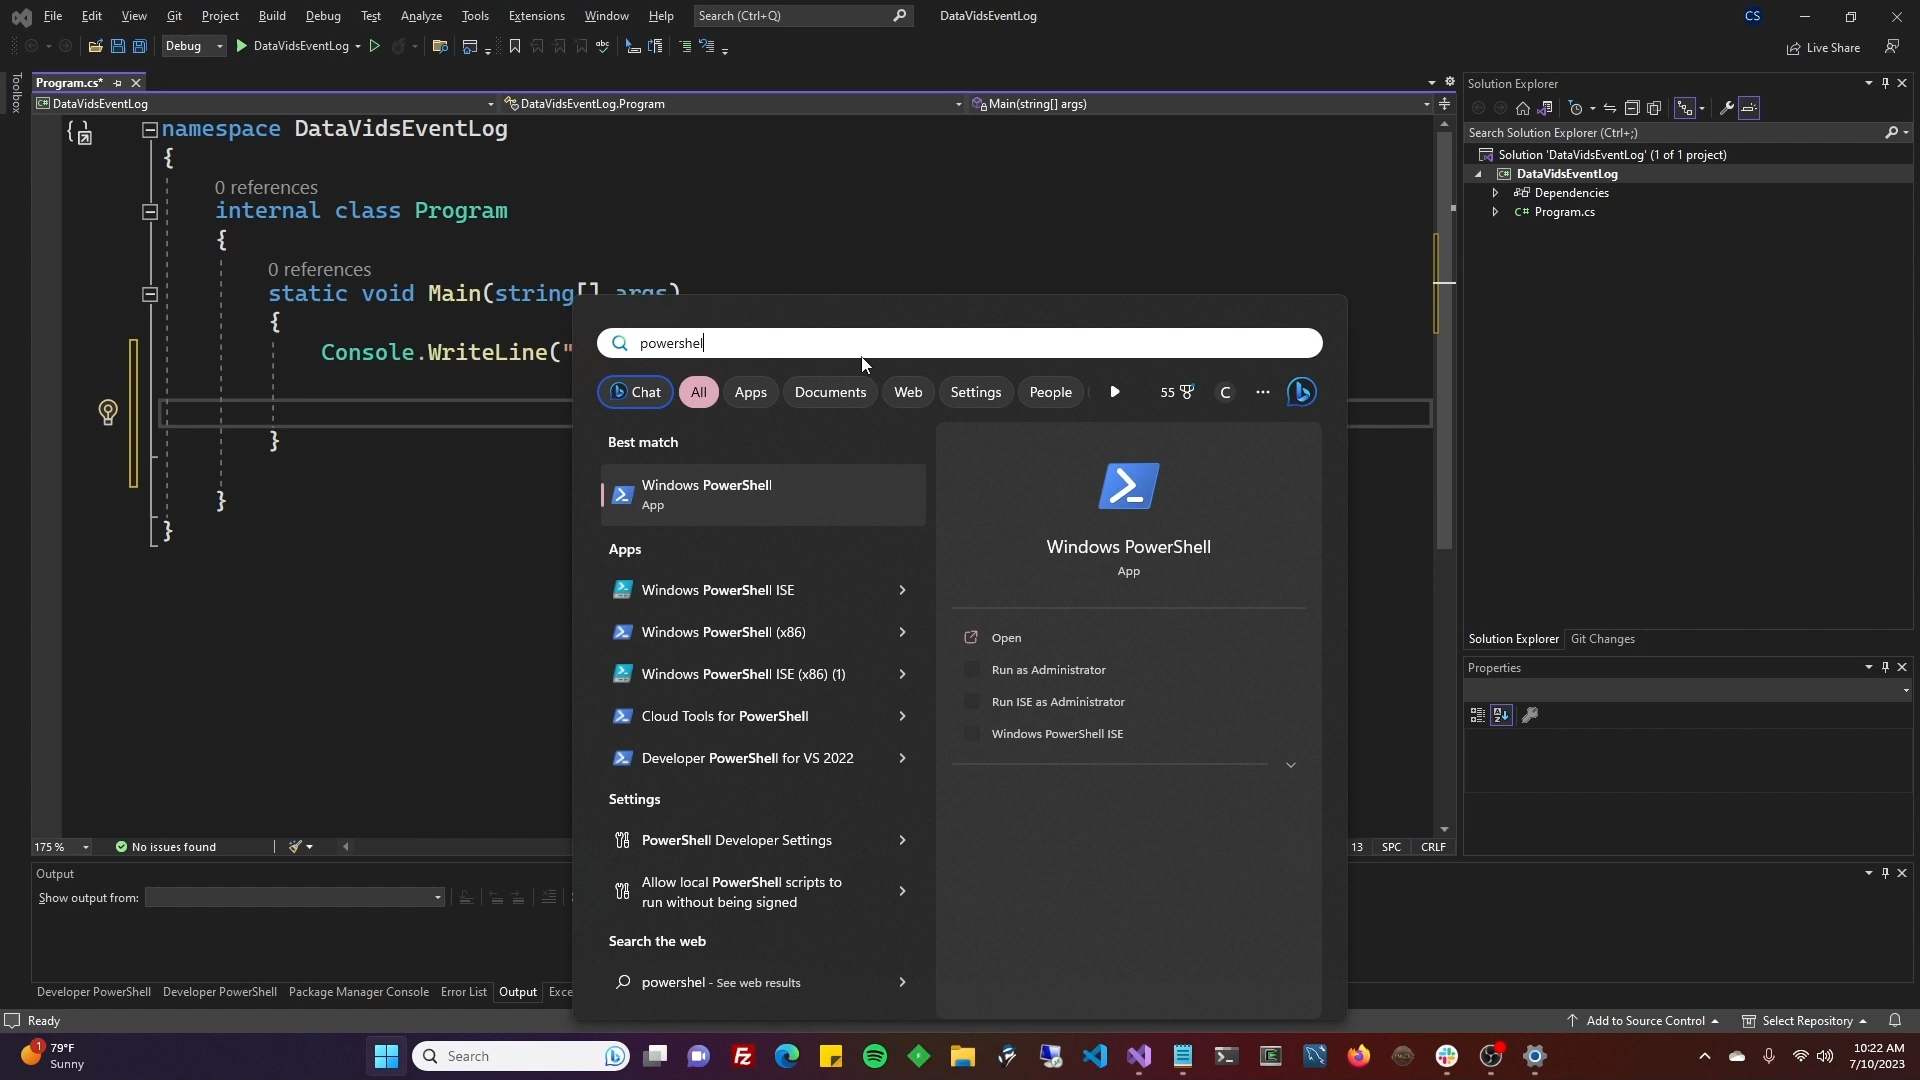 File Edit View Git Project Build Debug Test Analyze Tools Extensions Window Help Search (Ctrl+Q) DataVidsEventLog CS
Debug DataVidsEventLog Live Share
Toolbox
Program.cs*
DataVidsEventLog DataVidsEventLog.Program Main(string[] args)
namespace DataVidsEventLog
{
0 references
internal class Program
{
0 references
static void Main(string[] args)
{
Console.WriteLine("
}
}
}
powershel
Chat All Apps Documents Web Settings People 55 C
Best match
Windows PowerShell
App
Apps
Windows PowerShell ISE
Windows PowerShell (x86)
Windows PowerShell ISE (x86) (1)
Cloud Tools for PowerShell
Developer PowerShell for VS 2022
Settings
PowerShell Developer Settings
Allow local PowerShell scripts to
run without being signed
Search the web
powershel - See web results
Windows PowerShell
App
Open
Run as Administrator
Run ISE as Administrator
Windows PowerShell ISE
Solution Explorer
Search Solution Explorer (Ctrl+;)
Solution 'DataVidsEventLog' (1 of 1 project)
DataVidsEventLog
Dependencies
C# Program.cs
Solution Explorer Git Changes
Properties
175 % No issues found 13 SPC CRLF
Output
Show output from:
Developer PowerShell Developer PowerShell Package Manager Console Error List Output Exce
Ready Add to Source Control Select Repository
1 79°F
Sunny
Search
10:22 AM
7/10/2023